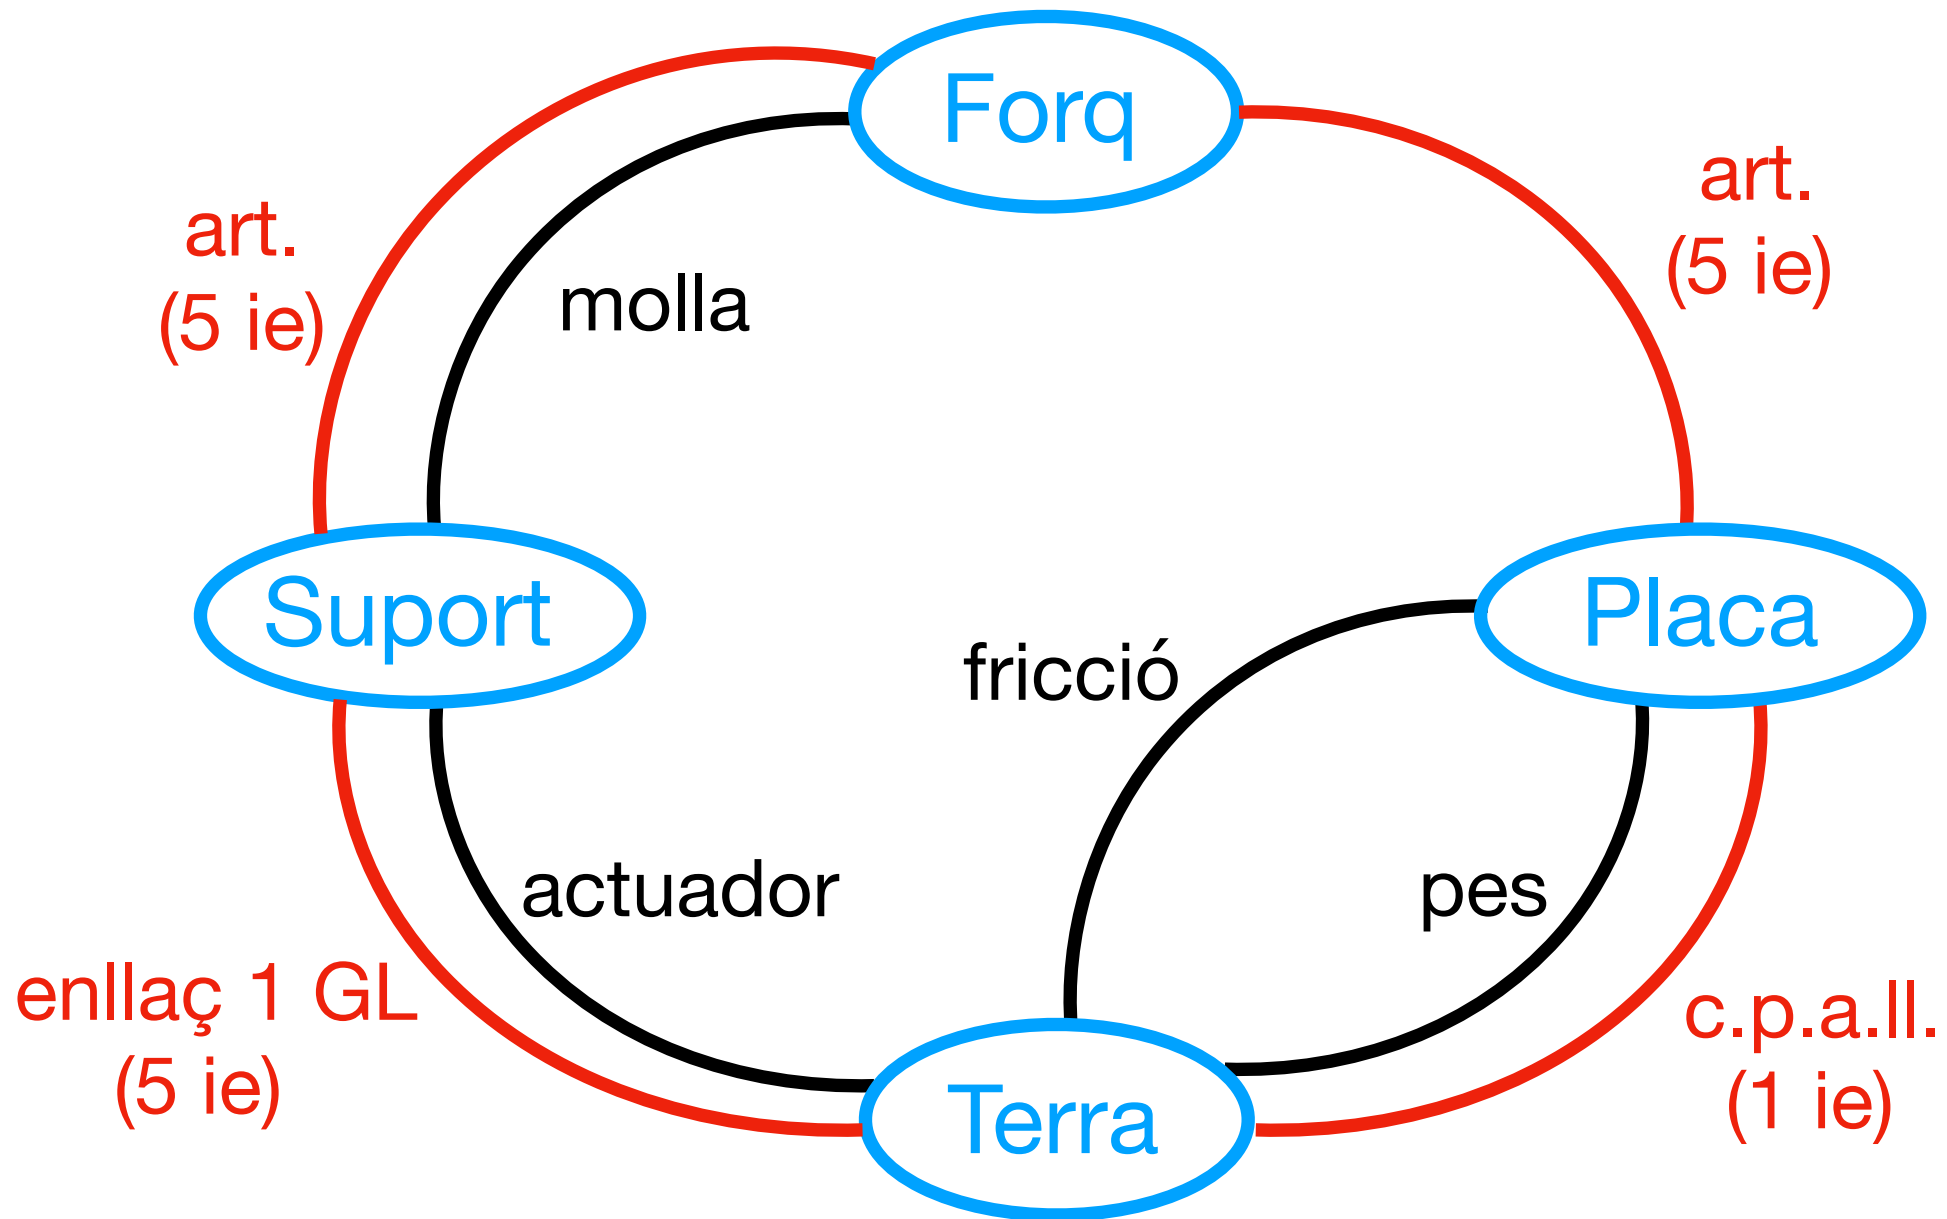 Forq
art.
(5 ie)
art.
(5 ie)
molla
Suport
Placa
fricció
actuador
pes
enllaç 1 GL
(5 ie)
c.p.a.ll.
(1 ie)
Terra